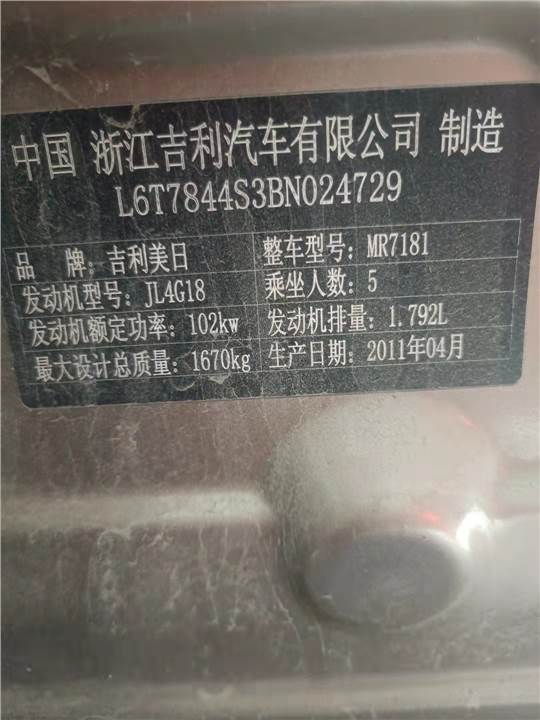 中国 浙江吉利汽车有限公司 制造
L6T7844S3BN024729
品 牌：吉利美日 整车型号：MR7181
发动机型号：JL4G18 乘坐人数：5
发动机额定功率：102kw 发动机排量：1.792L
最大设计总质量：1670kg 生产日期：2011年04月